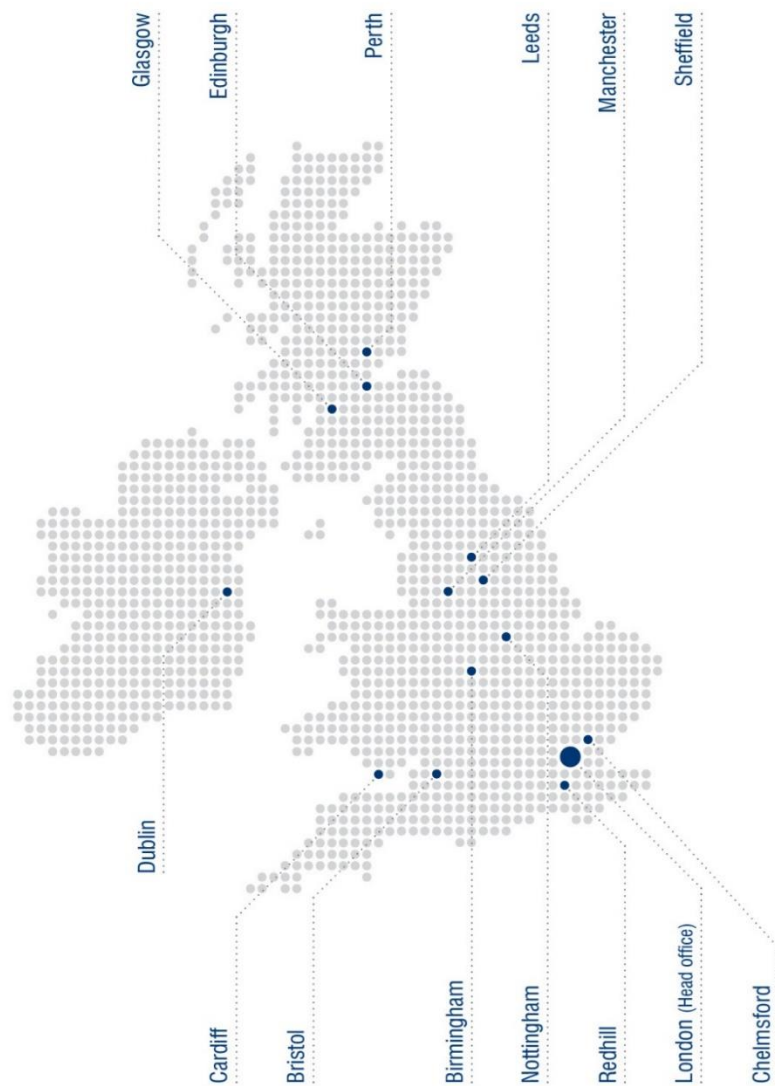 Glasgow
Edinburgh
Perth
Leeds
Manchester
Sheffield
Dublin
Cardiff
Bristol
Birmingham
Nottingham
Redhill
London (Head office)
Chelmsford